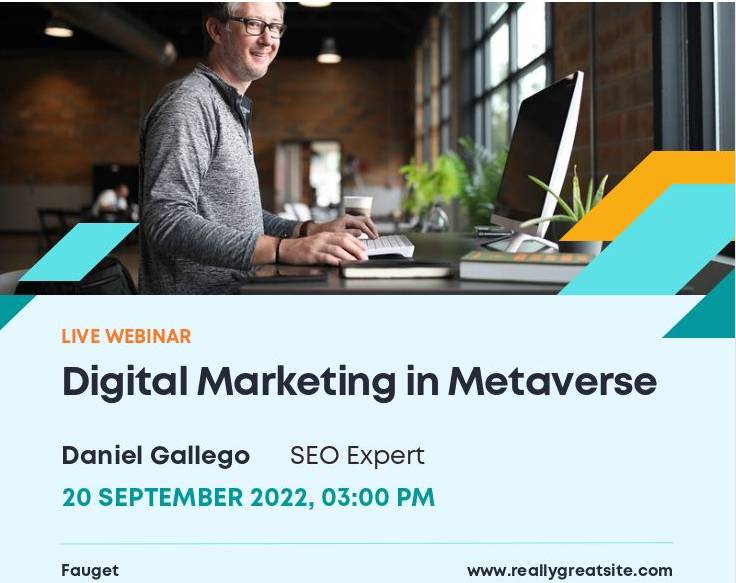 LIVE WEBINAR
Digital Marketing in Metaverse
Daniel Gallego SEO Expert
20 SEPTEMBER 2022, 03:00 PM
Fauget www.reallygreatsite.com